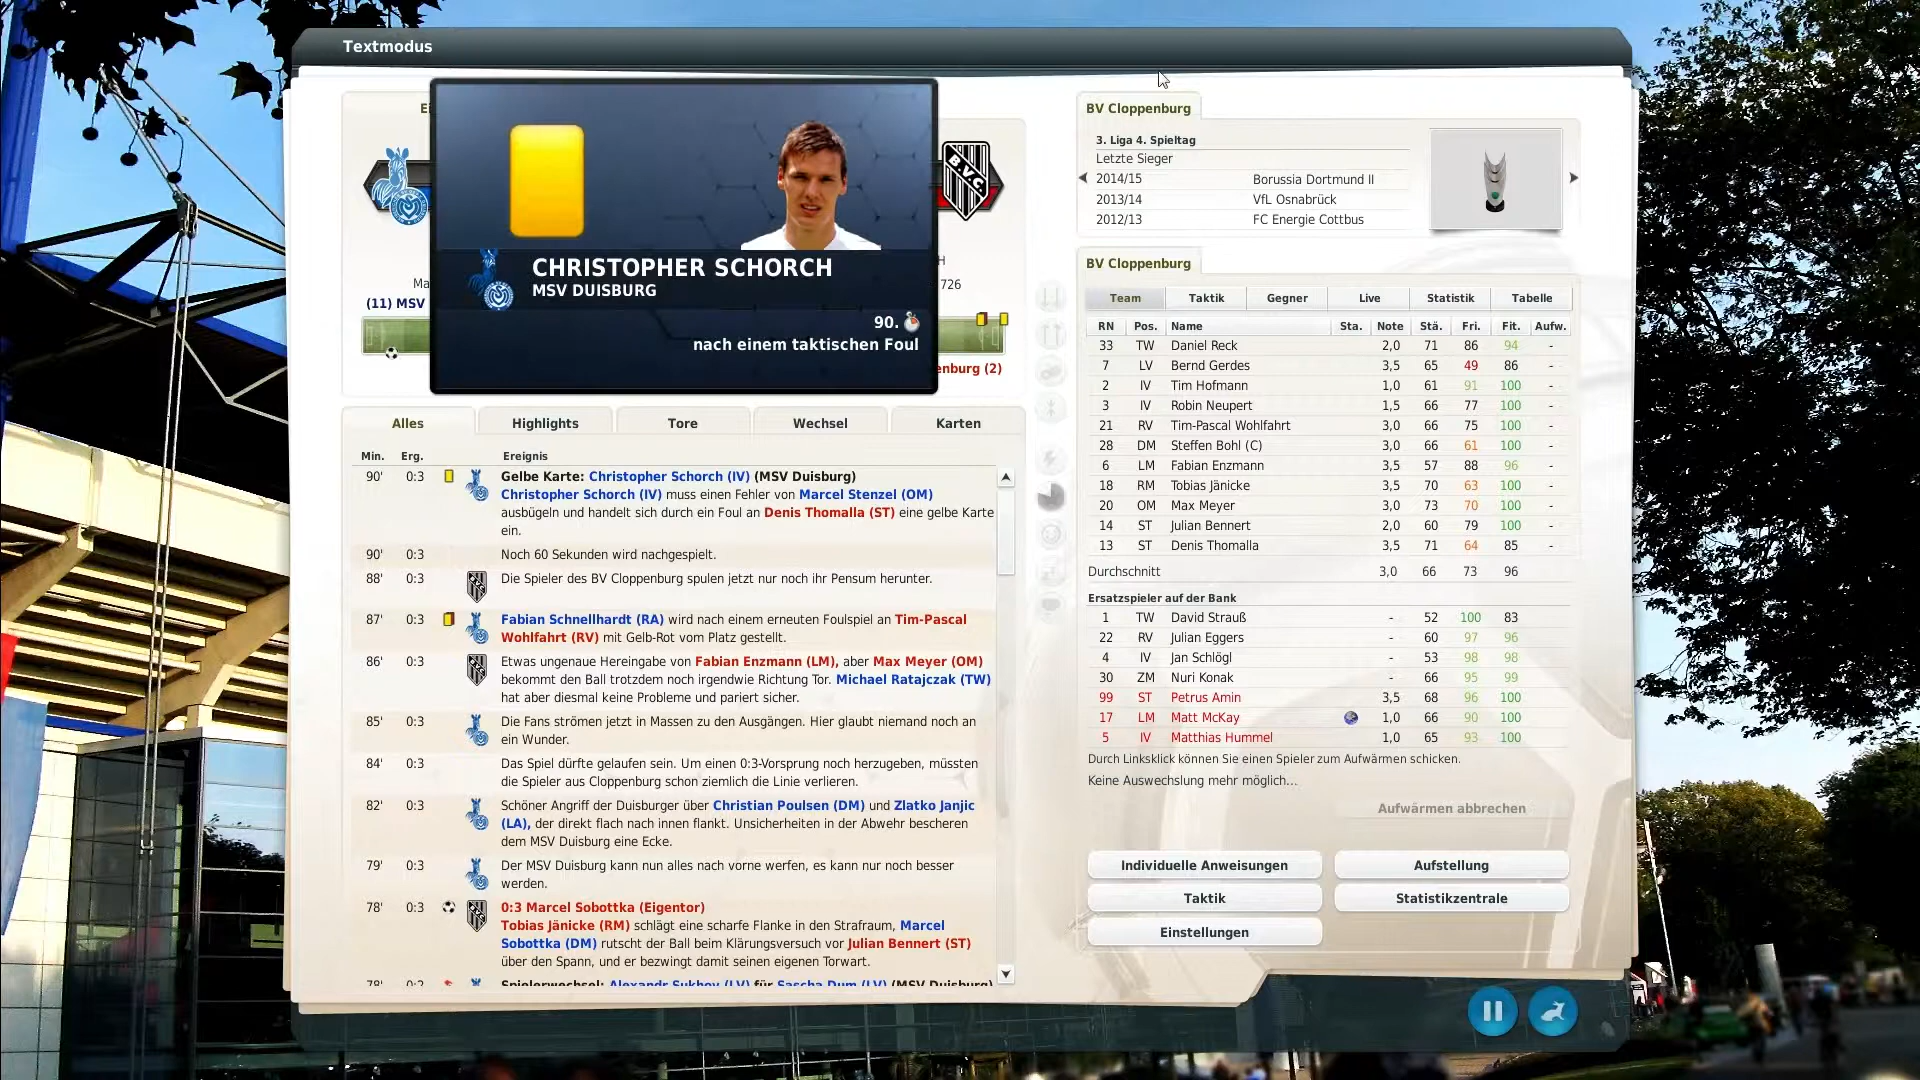 Textmodus
Ei
CHRISTOPHER SCHORCH
MSV DUISBURG
90.
nach einem taktischen Foul
Ma
726
(11) MSV
enburg (2)
B.V.C.
Alles Highlights Tore Wechsel Karten
Min. Erg. Ereignis
90' 0:3 Gelbe Karte: Christopher Schorch (IV) (MSV Duisburg)
Christopher Schorch (IV) muss einen Fehler von Marcel Stenzel (OM)
ausbügeln und handelt sich durch ein Foul an Denis Thomalla (ST) eine gelbe Karte
ein.
90' 0:3 Noch 60 Sekunden wird nachgespielt.
88' 0:3 Die Spieler des BV Cloppenburg spulen jetzt nur noch ihr Pensum herunter.
87' 0:3 Fabian Schnellhardt (RA) wird nach einem erneuten Foulspiel an Tim-Pascal
Wohlfahrt (RV) mit Gelb-Rot vom Platz gestellt.
86' 0:3 Etwas ungenaue Hereingabe von Fabian Enzmann (LM), aber Max Meyer (OM)
bekommt den Ball trotzdem noch irgendwie Richtung Tor. Michael Ratajczak (TW)
hat aber diesmal keine Probleme und pariert sicher.
85' 0:3 Die Fans strömen jetzt in Massen zu den Ausgängen. Hier glaubt niemand noch an
ein Wunder.
84' 0:3 Das Spiel dürfte gelaufen sein. Um einen 0:3-Vorsprung noch herzugeben, müssten
die Spieler aus Cloppenburg schon ziemlich die Linie verlieren.
82' 0:3 Schöner Angriff der Duisburger über Christian Poulsen (DM) und Zlatko Janjic
(LA), der direkt flach nach innen flankt. Unsicherheiten in der Abwehr bescheren
dem MSV Duisburg eine Ecke.
79' 0:3 Der MSV Duisburg kann nun alles nach vorne werfen, es kann nur noch besser
werden.
78' 0:3 0:3 Marcel Sobottka (Eigentor)
Tobias Jänicke (RM) schlägt eine scharfe Flanke in den Strafraum, Marcel
Sobottka (DM) rutscht der Ball beim Klärungsversuch vor Julian Bennert (ST)
über den Spann, und er bezwingt damit seinen eigenen Torwart.
78' 0:2 Spielerwechsel: Alexandr Sukhov (LV) für Sascha Dum (LV) (MSV Duisburg)
BV Cloppenburg
3. Liga 4. Spieltag
Letzte Sieger
2014/15 Borussia Dortmund II
2013/14 VfL Osnabrück
2012/13 FC Energie Cottbus
BV Cloppenburg
Team Taktik Gegner Live Statistik Tabelle
RN Pos. Name Sta. Note Stä. Fri. Fit. Aufw.
33 TW Daniel Reck 2,0 71 86 94 -
7 LV Bernd Gerdes 3,5 65 49 86 -
2 IV Tim Hofmann 1,0 61 91 100 -
3 IV Robin Neupert 1,5 66 77 100 -
21 RV Tim-Pascal Wohlfahrt 3,0 66 75 100 -
28 DM Steffen Bohl (C) 3,0 66 61 100 -
6 LM Fabian Enzmann 3,5 57 88 96 -
18 RM Tobias Jänicke 3,5 70 63 100 -
20 OM Max Meyer 3,0 73 70 100 -
14 ST Julian Bennert 2,0 60 79 100 -
13 ST Denis Thomalla 3,5 71 64 85 -
Durchschnitt 3,0 66 73 96
Ersatzspieler auf der Bank
1 TW David Strauß - 52 100 83
22 RV Julian Eggers - 60 97 96
4 IV Jan Schlögl - 53 98 98
30 ZM Nuri Konak - 66 95 99
99 ST Petrus Amin 3,5 68 96 100
17 LM Matt McKay 1,0 66 90 100
5 IV Matthias Hummel 1,0 65 93 100
Durch Linksklick können Sie einen Spieler zum Aufwärmen schicken.
Keine Auswechslung mehr möglich...
Aufwärmen abbrechen
Individuelle Anweisungen Aufstellung
Taktik Statistikzentrale
Einstellungen